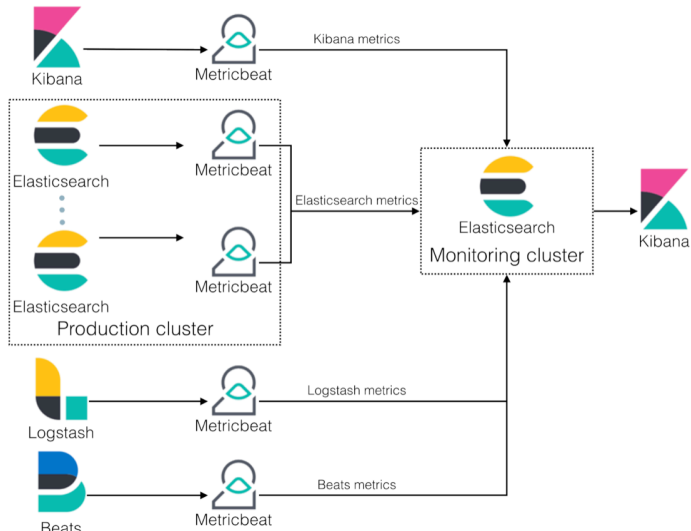 Kibana metrics
Kibana
Metricbeat
Elasticsearch
Metricbeat
Elasticsearch metrics
Elasticsearch
Monitoring cluster
Kibana
Elasticsearch
Metricbeat
Production cluster
Logstash metrics
Logstash
Metricbeat
Beats metrics
Metricbeat
Beats